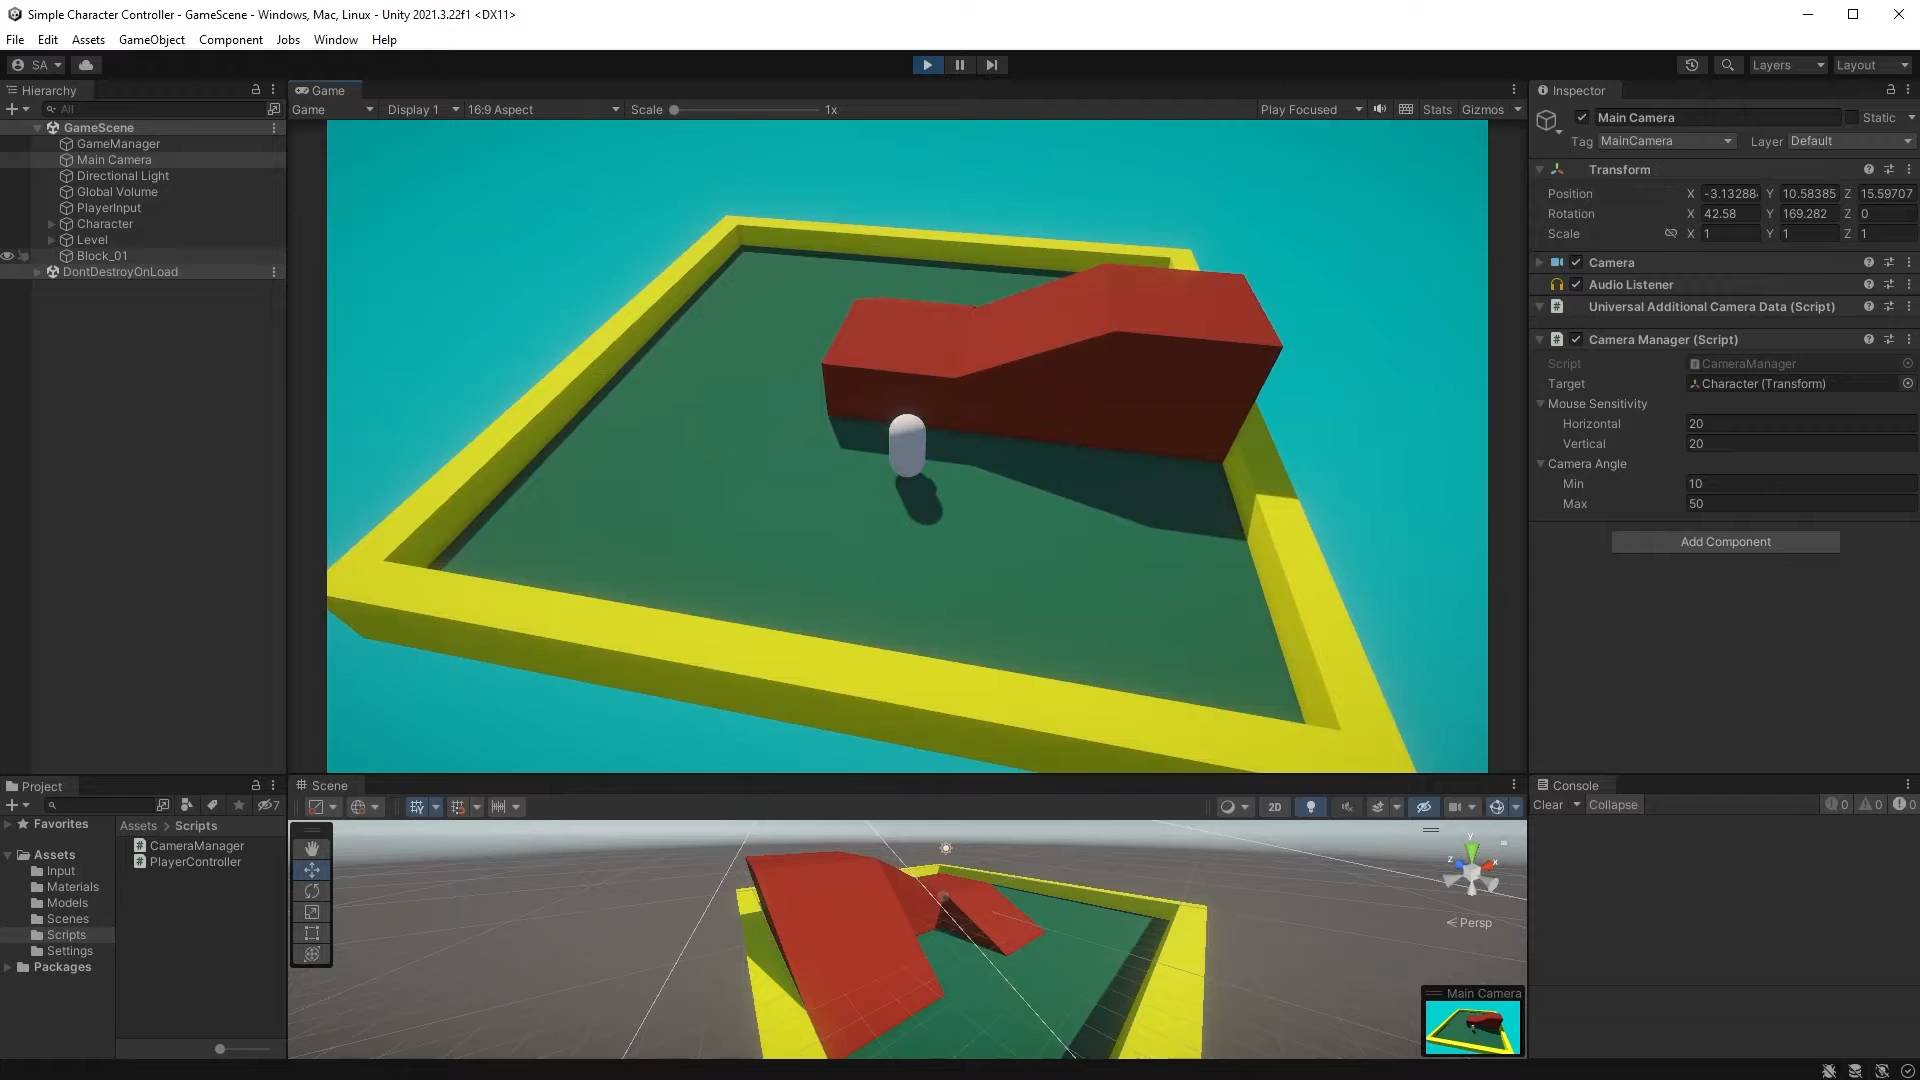 Simple Character Controller - GameScene - Windows, Mac, Linux - Unity 2021.3.22f1 <DX11>
File Edit Assets GameObject Component Jobs Window Help
SA Layers Layout
Hierarchy
All
GameScene
GameManager
Main Camera
Directional Light
Global Volume
PlayerInput
Character
Level
Block_01
DontDestroyOnLoad
Game
Game Display 1 16:9 Aspect Scale 1x Play Focused Stats Gizmos
Inspector
Main Camera Static
Tag MainCamera Layer Default
Transform
Position X -3.13288 Y 10.58385 Z 15.59707
Rotation X 42.58 Y 169.282 Z 0
Scale X 1 Y 1 Z 1
Camera
Audio Listener
Universal Additional Camera Data (Script)
Camera Manager (Script)
Script CameraManager
Target Character (Transform)
Mouse Sensitivity
Horizontal 20
Vertical 20
Camera Angle
Min 10
Max 50
Add Component
Project
7
Favorites
Assets
Input
Materials
Models
Scenes
Scripts
Settings
Packages
Assets > Scripts
CameraManager
PlayerController
Scene
2D
y
z x
< Persp
Main Camera
Console
Clear Collapse 0 0 0